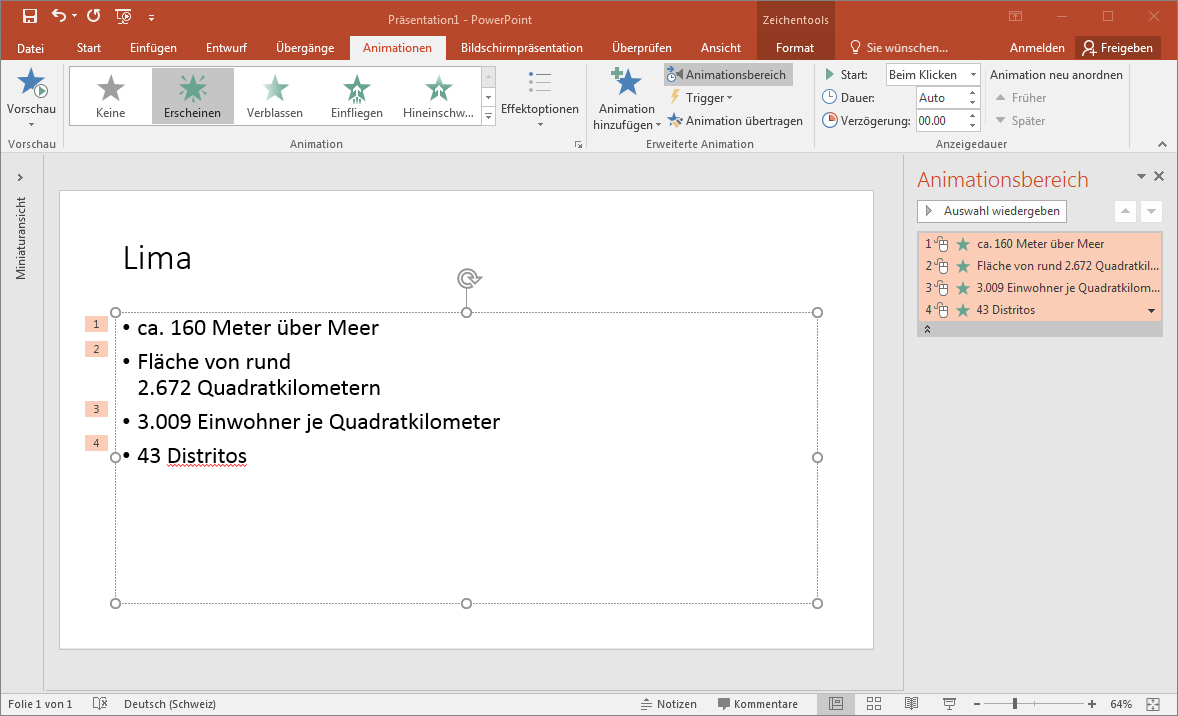 Präsentation1 - PowerPoint
Zeichentools
Datei Start Einfügen Entwurf Übergänge Animationen Bildschirmpräsentation Überprüfen Ansicht Format Sie wünschen... Anmelden Freigeben
Vorschau
Vorschau
Keine Erscheinen Verblassen Einfliegen Hineinschw...
Animation
Effektoptionen
Animation
hinzufügen
Animationsbereich
Trigger
Animation übertragen
Erweiterte Animation
Start: Beim Klicken
Dauer: Auto
Verzögerung: 00.00
Animation neu anordnen
Früher
Später
Anzeigedauer
Miniaturansicht
Lima
1 • ca. 160 Meter über Meer
2 • Fläche von rund
2.672 Quadratkilometern
3 • 3.009 Einwohner je Quadratkilometer
4 • 43 Distritos
Animationsbereich
Auswahl wiedergeben
1 ca. 160 Meter über Meer
2 Fläche von rund 2.672 Quadratkil...
3 3.009 Einwohner je Quadratkilom...
4 43 Distritos
Folie 1 von 1 Deutsch (Schweiz) Notizen Kommentare 64%